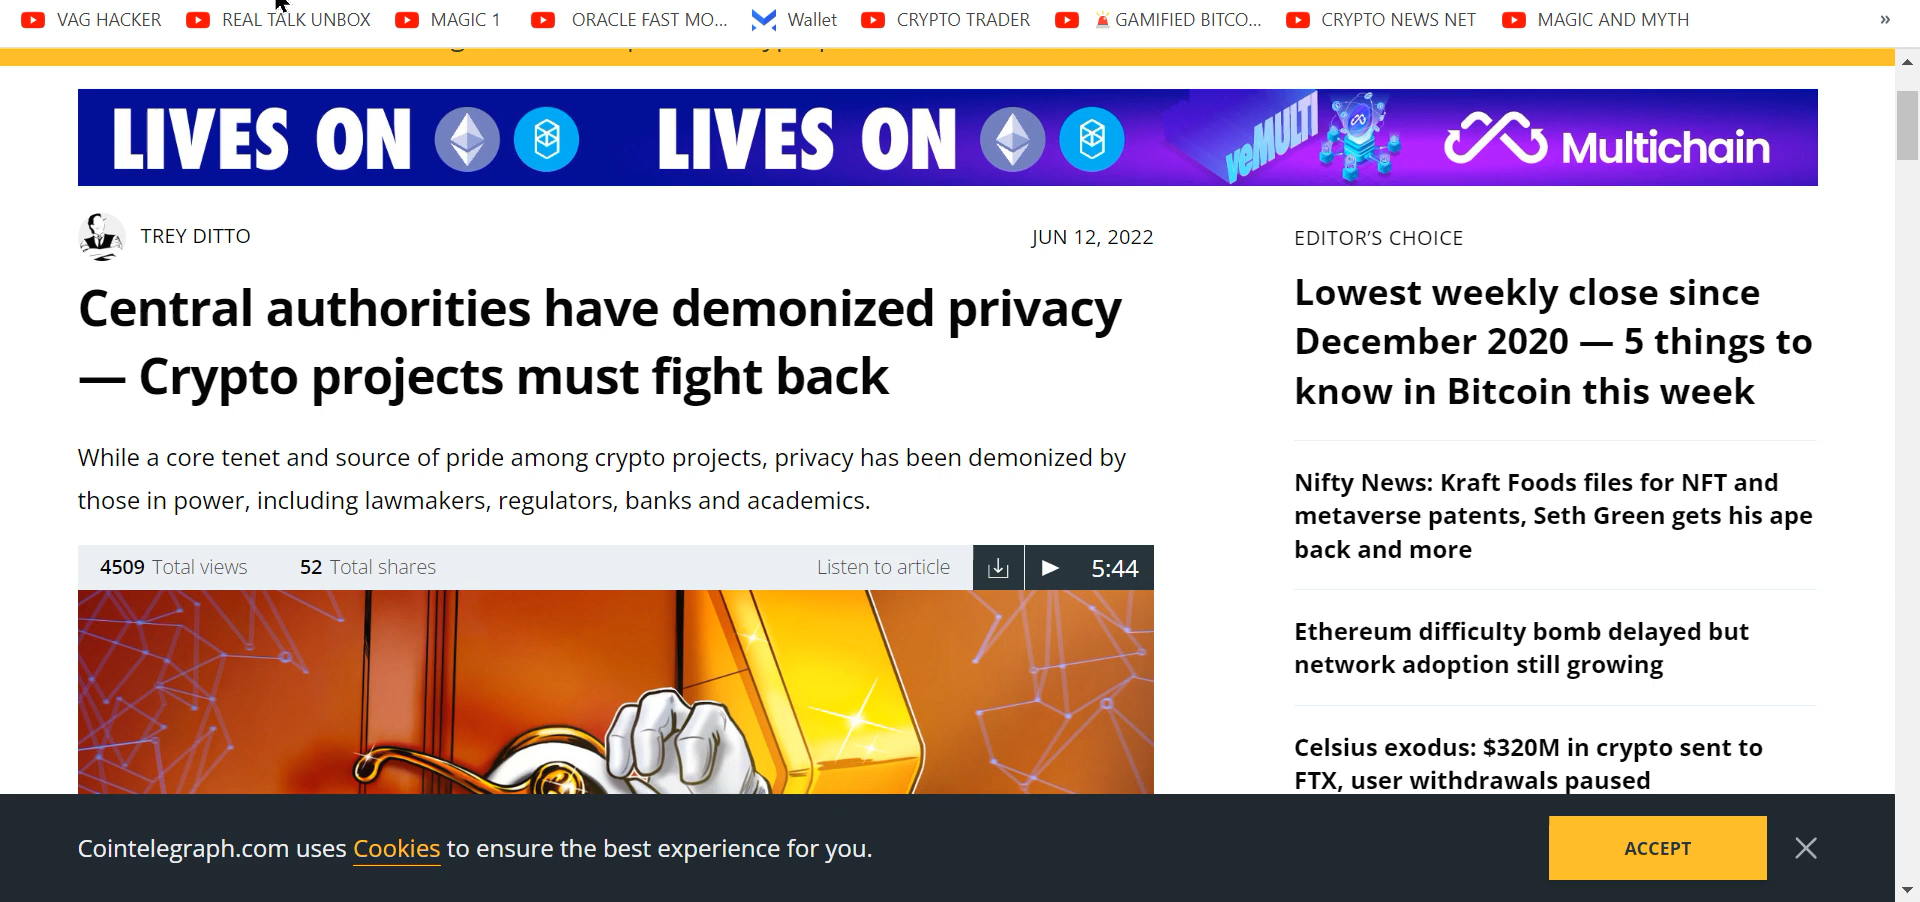 VAG HACKER REAL TALK UNBOX MAGIC 1 ORACLE FAST MO... Wallet CRYPTO TRADER GAMIFIED BITCO... CRYPTO NEWS NET MAGIC AND MYTH »
LIVES ON LIVES ON veMULTI Multichain
TREY DITTO
JUN 12, 2022
Central authorities have demonized privacy
— Crypto projects must fight back
While a core tenet and source of pride among crypto projects, privacy has been demonized by
those in power, including lawmakers, regulators, banks and academics.
4509 Total views 52 Total shares Listen to article 5:44
EDITOR’S CHOICE
Lowest weekly close since
December 2020 — 5 things to
know in Bitcoin this week
Nifty News: Kraft Foods files for NFT and
metaverse patents, Seth Green gets his ape
back and more
Ethereum difficulty bomb delayed but
network adoption still growing
Celsius exodus: $320M in crypto sent to
FTX, user withdrawals paused
Cointelegraph.com uses Cookies to ensure the best experience for you.
ACCEPT